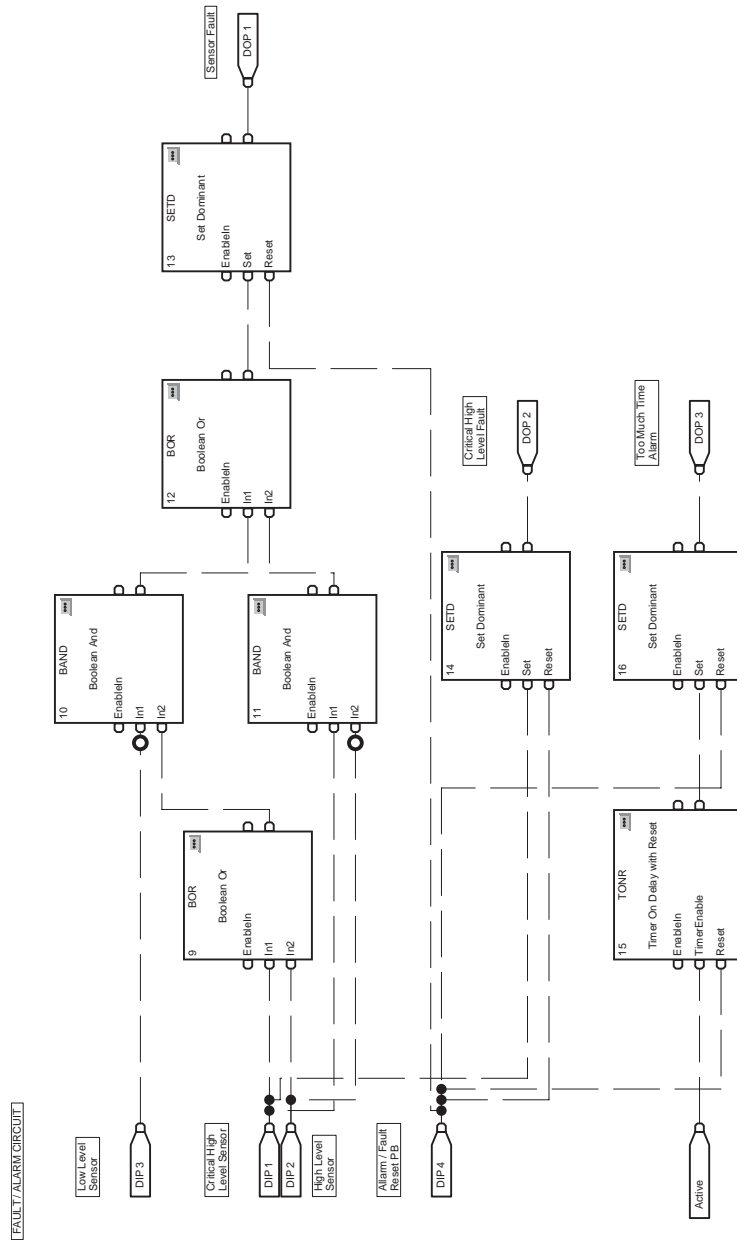 FAULT / ALARM CIRCUIT
Low Level
Sensor
DIP 3
Critical High
Level Sensor
DIP 1
DIP 2
High Level
Sensor
Allarm / Fault
Reset PB
DIP 4
Active
9
BOR
Boolean Or
EnableIn
In1
In2
10
BAND
Boolean And
EnableIn
In1
In2
11
BAND
Boolean And
EnableIn
In1
In2
12
BOR
Boolean Or
EnableIn
In1
In2
13
SETD
Set Dominant
EnableIn
Set
Reset
Sensor Fault
DOP 1
14
SETD
Set Dominant
EnableIn
Set
Reset
Critical High
Level Fault
DOP 2
15
TONR
Timer On Delay with Reset
EnableIn
TimerEnable
Reset
16
SETD
Set Dominant
EnableIn
Set
Reset
Too Much Time
Alarm
DOP 3